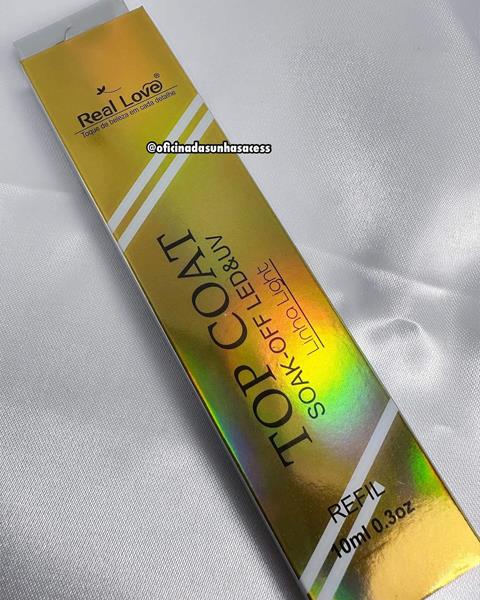 Real Love®
Toque de beleza em cada detalhe
@oficinadasunhasacess
TOP COAT
SOAK-OFF LED&UV
Linha Light
REFIL
10ml 0.3oz